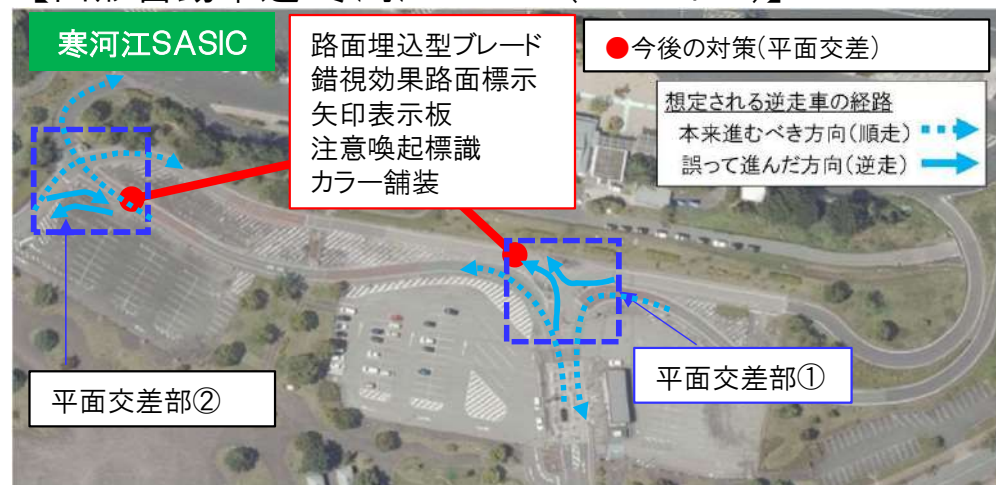 寒河江SASIC
路面埋込型ブレード
錯視効果路面標示
矢印表示板
注意喚起標識
カラー舗装
●今後の対策(平面交差)
想定される逆走車の経路
本来進むべき方向(順走)
誤って進んだ方向(逆走)
平面交差部①
平面交差部②